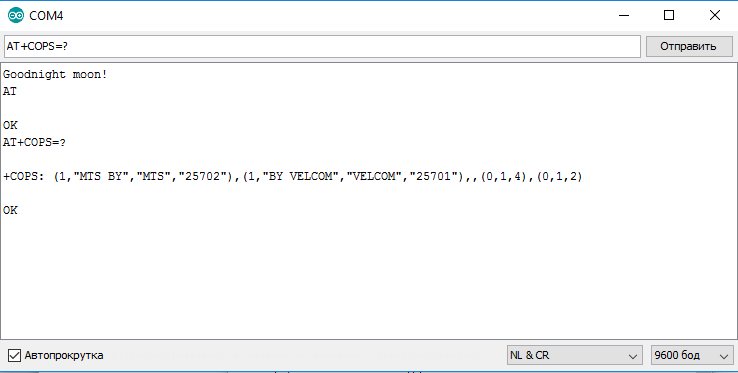 COM4
AT+COPS=?
Отправить
Goodnight moon!
AT
OK
AT+COPS=?
+COPS: (1,"MTS BY","MTS","25702"),(1,"BY VELCOM","VELCOM","25701"),,(0,1,4),(0,1,2)
OK
Автопрокрутка
NL & CR
9600 бод